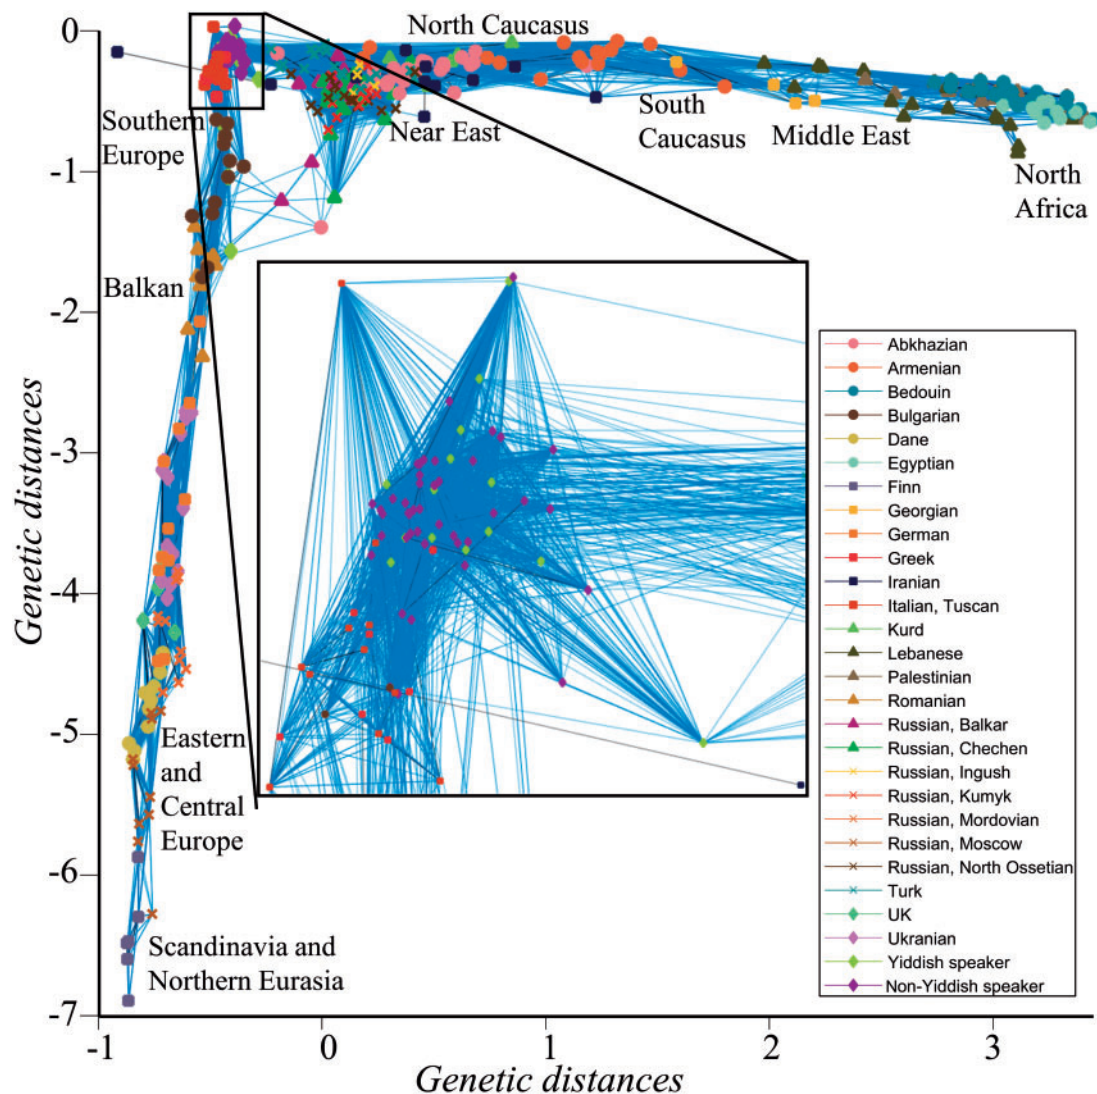 North Caucasus
Southern
Europe
Near East
South
Caucasus
Middle East
North
Africa
Balkan
Eastern
and
Central
Europe
Scandinavia and
Northern Eurasia
Genetic distances
0
-1
-2
-3
-4
-5
-6
-7
-1
0
1
2
3
Genetic distances
Abkhazian
Armenian
Bedouin
Bulgarian
Dane
Egyptian
Finn
Georgian
German
Greek
Iranian
Italian, Tuscan
Kurd
Lebanese
Palestinian
Romanian
Russian, Balkar
Russian, Chechen
Russian, Ingush
Russian, Kumyk
Russian, Mordovian
Russian, Moscow
Russian, North Ossetian
Turk
UK
Ukranian
Yiddish speaker
Non-Yiddish speaker